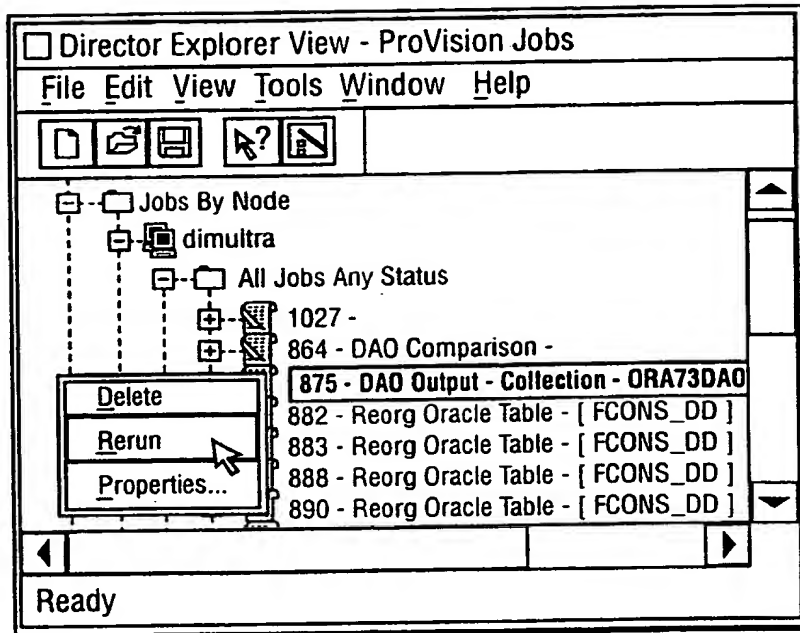 Director Explorer View - ProVision Jobs
File Edit View Tools Window Help
?
Jobs By Node
dimultra
All Jobs Any Status
1027 -
864 - DAO Comparison -
875 - DAO Output - Collection - ORA73DAO
Delete
882 - Reorg Oracle Table - [ FCONS_DD ]
Rerun
883 - Reorg Oracle Table - [ FCONS_DD ]
888 - Reorg Oracle Table - [ FCONS_DD ]
Properties...
890 - Reorg Oracle Table - [ FCONS_DD ]
Ready